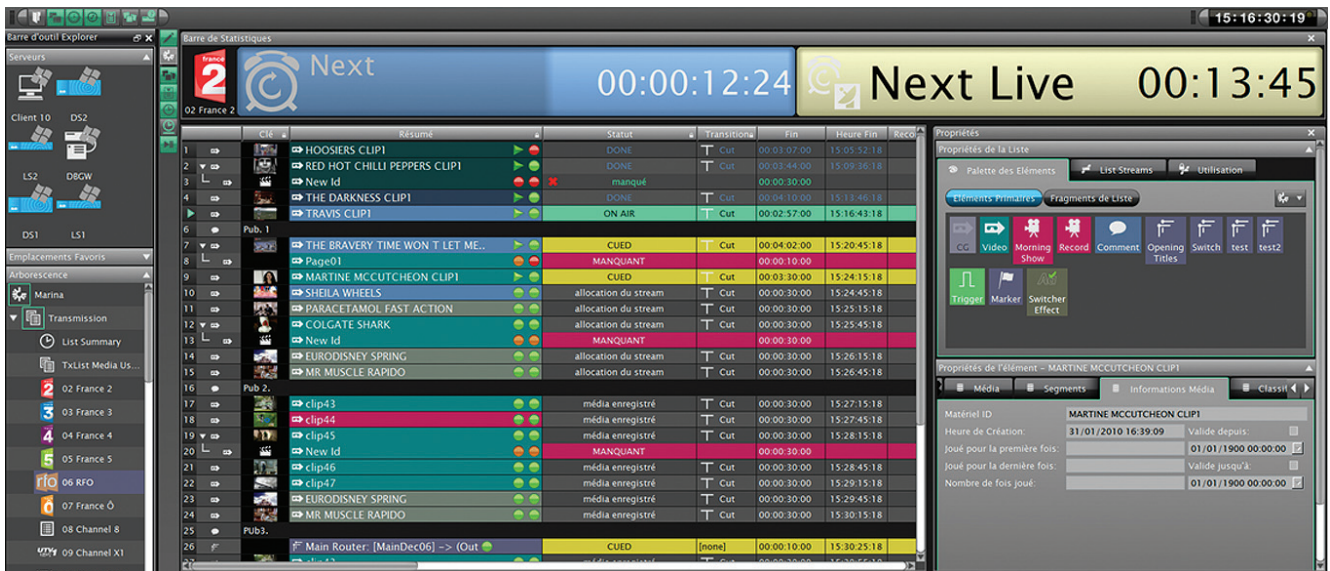 15:16:30:19
Barre d'outil Explorer
Serveurs
Client 10 DS2
LS2 DBGW
DS1 LS1
Emplacements Favoris
Arborescence
Marina
Transmission
List Summary
TxList Media Us...
2 02 France 2
3 03 France 3
4 04 France 4
5 05 France 5
rfo 06 RFO
ô 07 France Ô
08 Channel 8
09 Channel X1
Barre de Statistiques
france
2
02 France 2
Next 00:00:12:24
Next Live 00:13:45
Clé Résumé Statut Transitions Fin Heure Fin Reco
1 HOOSIERS CLIP1 DONE Cut 00:03:07:00 15:05:52:18
2 RED HOT CHILLI PEPPERS CLIP1 DONE Cut 00:03:44:00 15:09:36:18
3 New Id manqué 00:00:30:00
4 THE DARKNESS CLIP1 DONE Cut 00:04:10:00 15:13:46:18
TRAVIS CLIP1 ON AIR Cut 00:02:57:00 15:16:43:18
6 Pub. 1
7 THE BRAVERY TIME WON T LET ME.. CUED Cut 00:04:02:00 15:20:45:18
8 Page01 MANQUANT 00:00:10:00
9 MARTINE MCCUTCHEON CLIP1 CUED Cut 00:03:30:00 15:24:15:18
10 SHEILA WHEELS allocation du stream Cut 00:00:30:00 15:24:45:18
11 PARACETAMOL FAST ACTION allocation du stream Cut 00:00:30:00 15:25:15:18
12 COLGATE SHARK allocation du stream Cut 00:00:30:00 15:25:45:18
13 New Id MANQUANT 00:00:30:00
14 EURODISNEY SPRING allocation du stream Cut 00:00:30:00 15:26:15:18
15 MR MUSCLE RAPIDO allocation du stream Cut 00:00:30:00 15:26:45:18
16 Pub 2.
17 clip43 média enregistré Cut 00:00:30:00 15:27:15:18
18 clip44 média enregistré Cut 00:00:30:00 15:27:45:18
19 clip45 média enregistré Cut 00:00:30:00 15:28:15:18
20 New Id MANQUANT 00:00:30:00
21 clip46 média enregistré Cut 00:00:30:00 15:28:45:18
22 clip47 média enregistré Cut 00:00:30:00 15:29:15:18
23 EURODISNEY SPRING média enregistré Cut 00:00:30:00 15:29:45:18
24 MR MUSCLE RAPIDO média enregistré Cut 00:00:30:00 15:30:15:18
25 PUb3.
26 Main Router: [MainDec06] -> (Out CUED [none] 00:00:10:00 15:30:25:18
Propriétés
Propriétés de la Liste
Palette des Eléments List Streams Utilisation
Eléments Primaires Fragments de Liste
CG Video Morning Show Record Comment Opening Titles Switch test test2
Trigger Marker Switcher Effect
Propriétés de l'élément - MARTINE MCCUTCHEON CLIP1
Média Segments Informations Média Classif
Matériel ID MARTINE MCCUTCHEON CLIP1
Heure de Création: 31/01/2010 16:39:09 Valide depuis:
Joué pour la première fois: 01/01/1900 00:00:00
Joué pour la dernière fois: Valide jusqu'à:
Nombre de fois joué: 01/01/1900 00:00:00